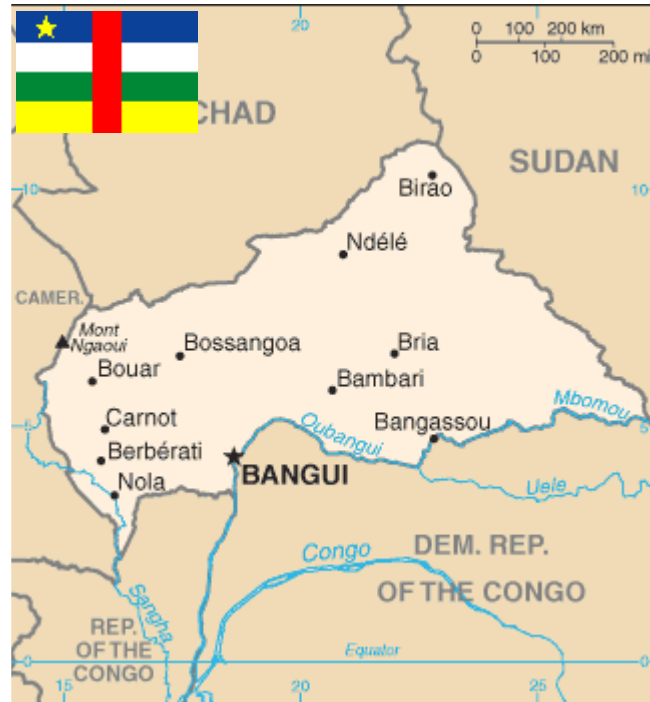 20
0 100 200 km
0 100 200 mi
CHAD
SUDAN
10
10
Birao
Ndélé
CAMER.
Mont
Ngaoui
Bossangoa
Bria
Bouar
Bambari
Mbomou
Carnot
Oubangui
Bangassou
5
5
Berbérati
BANGUI
Nola
Uele
Congo
DEM. REP.
OF THE CONGO
Sangha
REP.
OF THE
CONGO
Equator
0
0
15
20
25